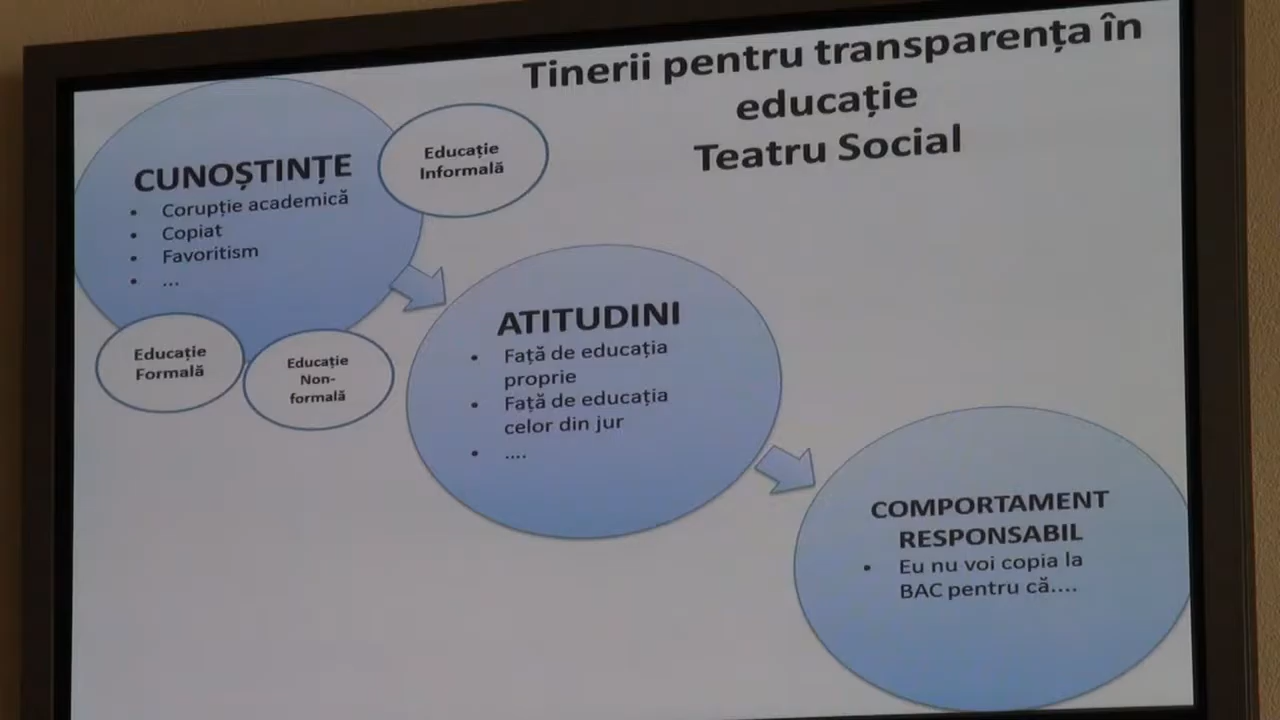 Tinerii pentru transparența în
educație
Teatru Social
CUNOȘTINȚE
• Corupție academică
• Copiat
• Favoritism
• ...
Educație
Informală
Educație
Formală
Educație
Non-
formală
ATITUDINI
• Față de educația
proprie
• Față de educația
celor din jur
• ....
COMPORTAMENT
RESPONSABIL
• Eu nu voi copia la
BAC pentru că....